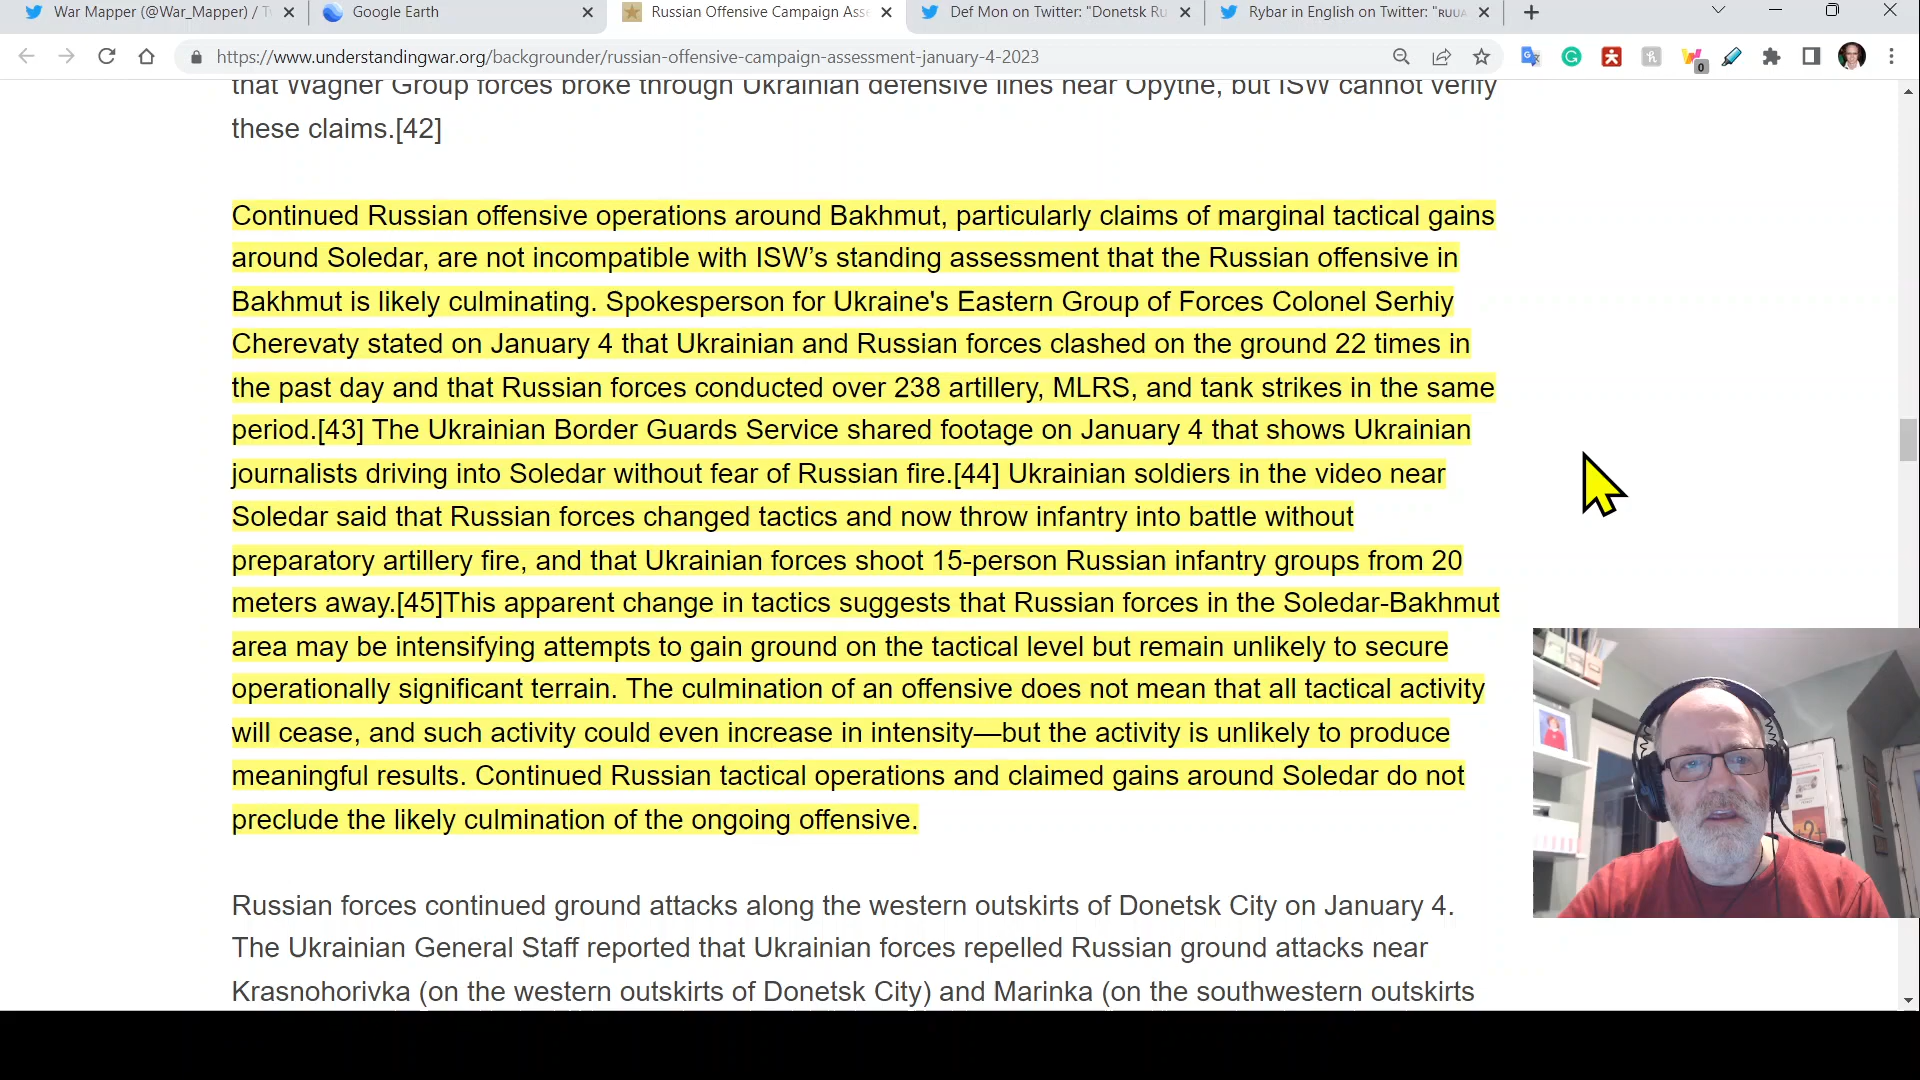 War Mapper (@War_Mapper) / Tw
Google Earth
Russian Offensive Campaign Asse
Def Mon on Twitter: "Donetsk Ru
Rybar in English on Twitter: "RUUA
https://www.understandingwar.org/backgrounder/russian-offensive-campaign-assessment-january-4-2023
0
that Wagner Group forces broke through Ukrainian defensive lines near Opytne, but ISW cannot verify
these claims.[42]
Continued Russian offensive operations around Bakhmut, particularly claims of marginal tactical gains
around Soledar, are not incompatible with ISW’s standing assessment that the Russian offensive in
Bakhmut is likely culminating. Spokesperson for Ukraine's Eastern Group of Forces Colonel Serhiy
Cherevaty stated on January 4 that Ukrainian and Russian forces clashed on the ground 22 times in
the past day and that Russian forces conducted over 238 artillery, MLRS, and tank strikes in the same
period.[43] The Ukrainian Border Guards Service shared footage on January 4 that shows Ukrainian
journalists driving into Soledar without fear of Russian fire.[44] Ukrainian soldiers in the video near
Soledar said that Russian forces changed tactics and now throw infantry into battle without
preparatory artillery fire, and that Ukrainian forces shoot 15-person Russian infantry groups from 20
meters away.[45]This apparent change in tactics suggests that Russian forces in the Soledar-Bakhmut
area may be intensifying attempts to gain ground on the tactical level but remain unlikely to secure
operationally significant terrain. The culmination of an offensive does not mean that all tactical activity
will cease, and such activity could even increase in intensity—but the activity is unlikely to produce
meaningful results. Continued Russian tactical operations and claimed gains around Soledar do not
preclude the likely culmination of the ongoing offensive.
Russian forces continued ground attacks along the western outskirts of Donetsk City on January 4.
The Ukrainian General Staff reported that Ukrainian forces repelled Russian ground attacks near
Krasnohorivka (on the western outskirts of Donetsk City) and Marinka (on the southwestern outskirts